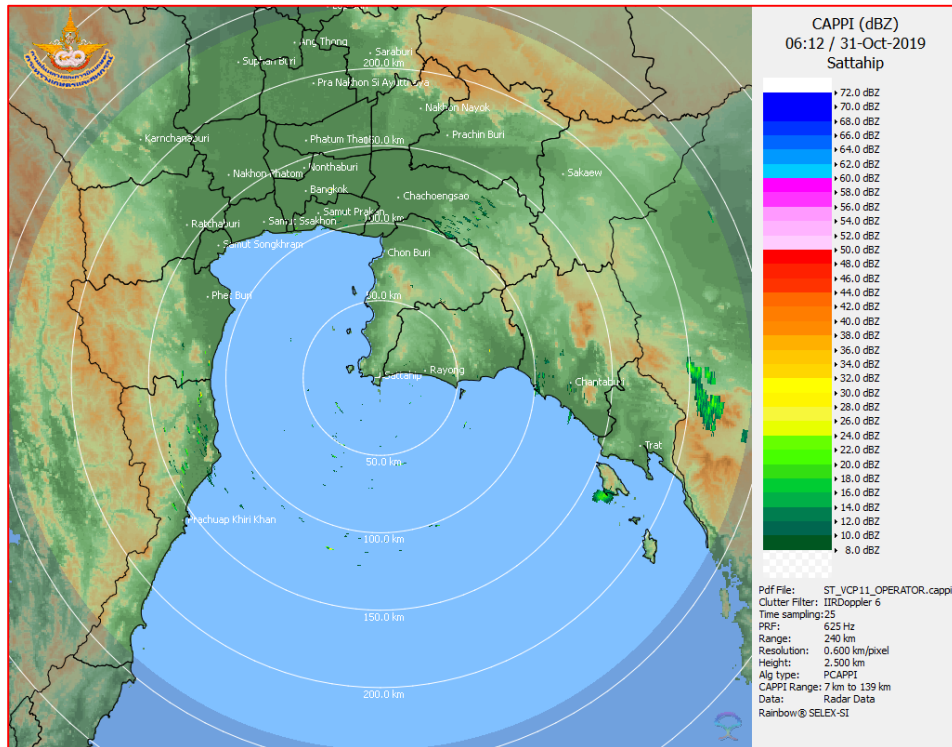 CAPPI (dBZ)
06:12 / 31-Oct-2019
Sattahip
72.0 dBZ
70.0 dBZ
68.0 dBZ
66.0 dBZ
64.0 dBZ
62.0 dBZ
60.0 dBZ
58.0 dBZ
56.0 dBZ
54.0 dBZ
52.0 dBZ
50.0 dBZ
48.0 dBZ
46.0 dBZ
44.0 dBZ
42.0 dBZ
40.0 dBZ
38.0 dBZ
36.0 dBZ
34.0 dBZ
32.0 dBZ
30.0 dBZ
28.0 dBZ
26.0 dBZ
24.0 dBZ
22.0 dBZ
20.0 dBZ
18.0 dBZ
16.0 dBZ
14.0 dBZ
12.0 dBZ
10.0 dBZ
8.0 dBZ
Pdf File: ST_VCP11_OPERATOR.cappi
Clutter Filter: IIRDoppler 6
Time sampling:25
PRF: 625 Hz
Range: 240 km
Resolution: 0.600 km/pixel
Height: 2.500 km
Alg type: PCAPPI
CAPPI Range: 7 km to 139 km
Data: Radar Data
Rainbow® SELEX-SI
Ang Thong
Saraburi
Suphan Buri
200.0 km
Pra Nakhon Si Ayutthaya
Nakhon Nayok
Karnchanaburi
Prachin Buri
Nonthaburi
Nakhon Phatom
Sakaew
Bangkok
Chachoengsao
Samut Prakan
100.0 km
Ratchaburi
Samut Ssakhon
Samut Songkhram
Chon Buri
Phet Buri
50.0 km
Sattahip
Rayong
Chantaburi
Trat
50.0 km
Prachuap Khiri Khan
100.0 km
150.0 km
200.0 km